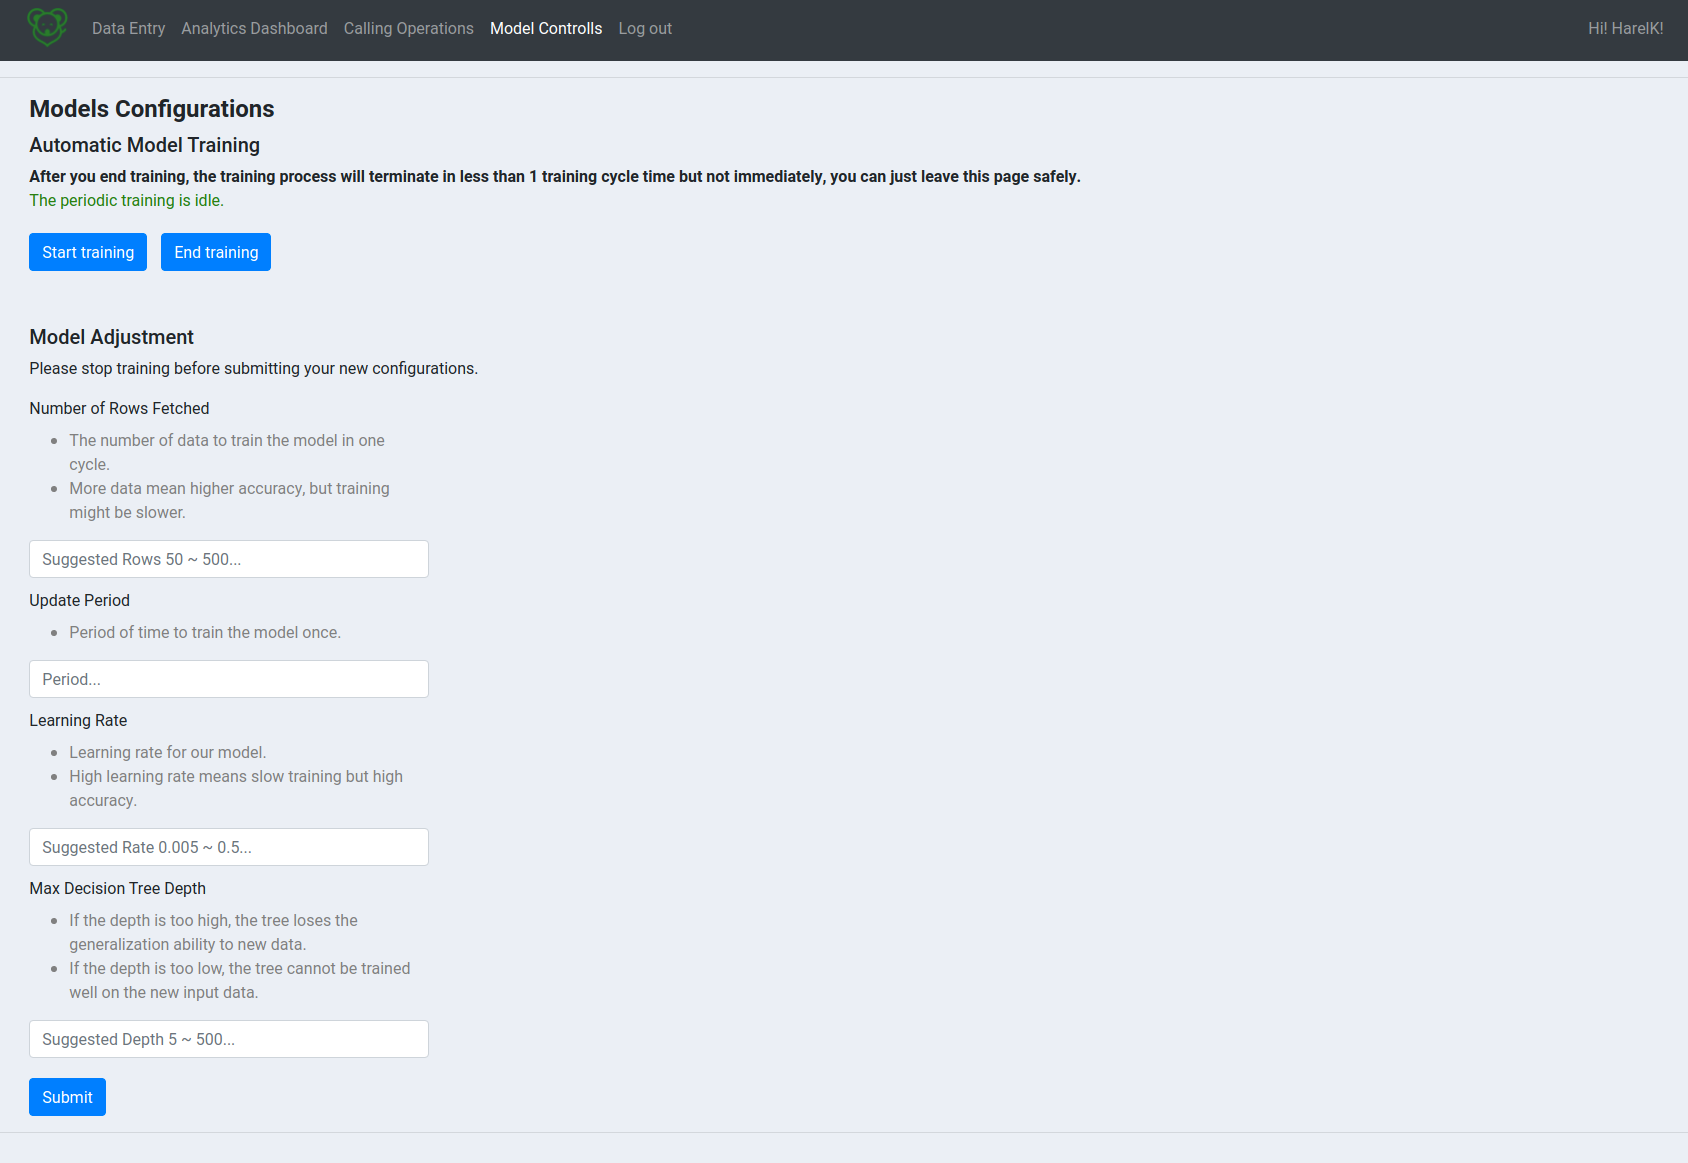 Data Entry Analytics Dashboard Calling Operations Model Controlls Log out Hi! HarelK!
Models Configurations
Automatic Model Training
After you end training, the training process will terminate in less than 1 training cycle time but not immediately, you can just leave this page safely.
The periodic training is idle.
Start training End training
Model Adjustment
Please stop training before submitting your new configurations.
Number of Rows Fetched
The number of data to train the model in one
cycle.
More data mean higher accuracy, but training
might be slower.
Suggested Rows 50 ~ 500...
Update Period
Period of time to train the model once.
Period...
Learning Rate
Learning rate for our model.
High learning rate means slow training but high
accuracy.
Suggested Rate 0.005 ~ 0.5...
Max Decision Tree Depth
If the depth is too high, the tree loses the
generalization ability to new data.
If the depth is too low, the tree cannot be trained
well on the new input data.
Suggested Depth 5 ~ 500...
Submit